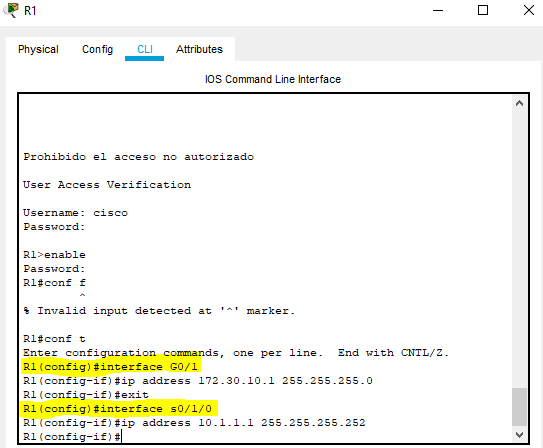 R1
Physical Config CLI Attributes
IOS Command Line Interface
Prohibido el acceso no autorizado
User Access Verification
Username: cisco
Password:
R1>enable
Password:
R1#conf f
^
% Invalid input detected at '^' marker.
R1#conf t
Enter configuration commands, one per line. End with CNTL/Z.
R1(config)#interface G0/1
R1(config-if)#ip address 172.30.10.1 255.255.255.0
R1(config-if)#exit
R1(config)#interface s0/1/0
R1(config-if)#ip address 10.1.1.1 255.255.255.252
R1(config-if)#